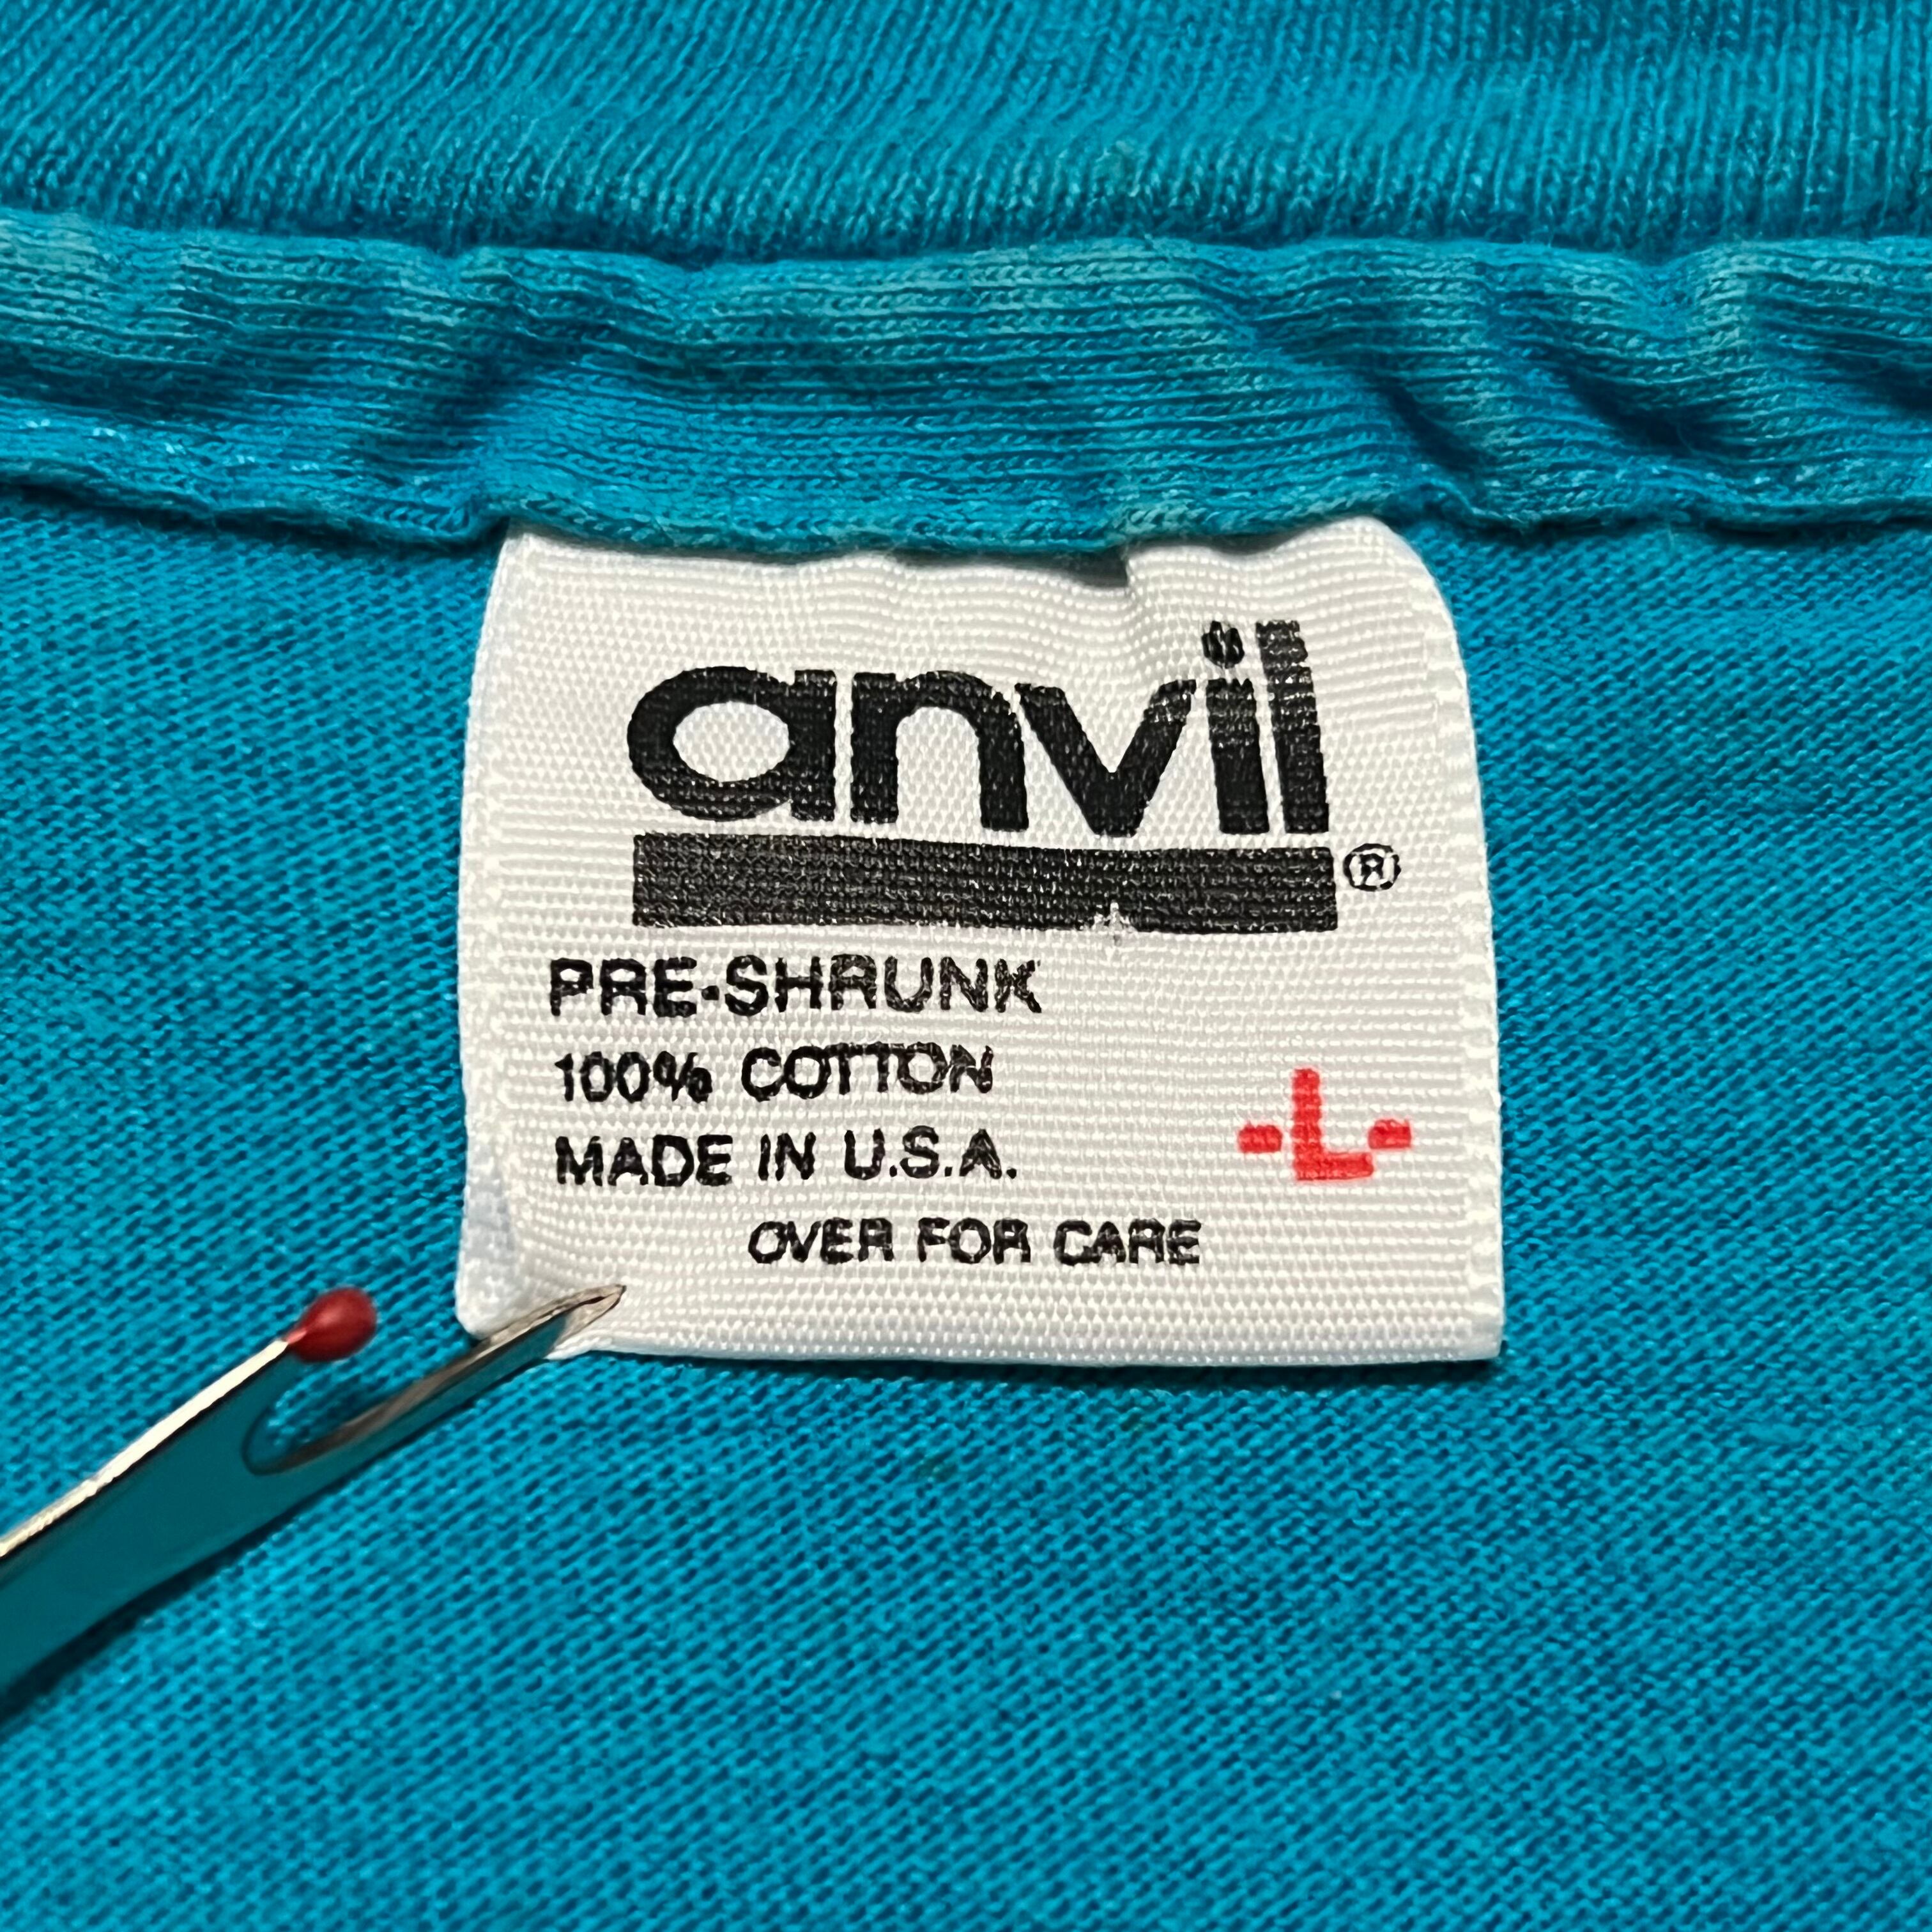 anvil®
PRE-SHRUNK
100% COTTON
MADE IN U.S.A.
-L-
OVER FOR CARE